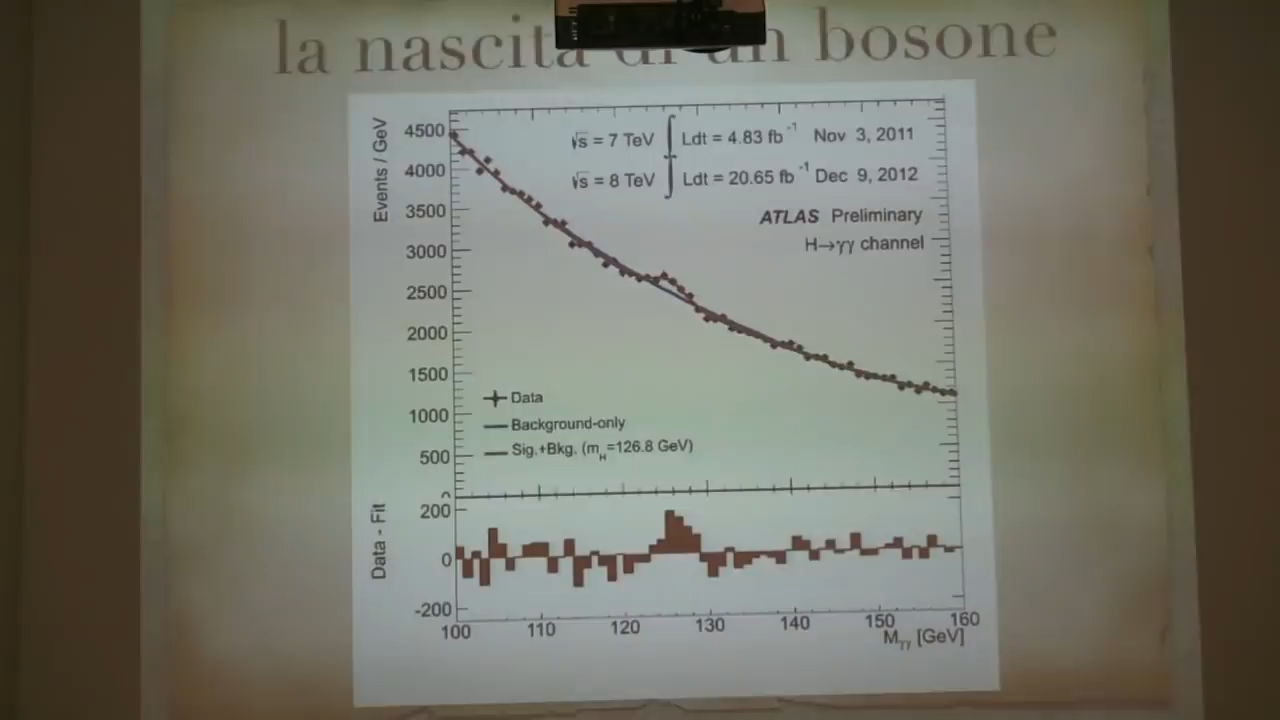 la nascita di un bosone
√s = 7 TeV ∫ Ldt = 4.83 fb-1 Nov 3, 2011
√s = 8 TeV ∫ Ldt = 20.65 fb-1 Dec 9, 2012
ATLAS Preliminary
H→γγ channel
Events / GeV
4500
4000
3500
3000
2500
2000
1500
1000
500
0
Data
Background-only
Sig.+Bkg. (mH=126.8 GeV)
Data - Fit
200
0
-200
100 110 120 130 140 150 160
Mγγ [GeV]